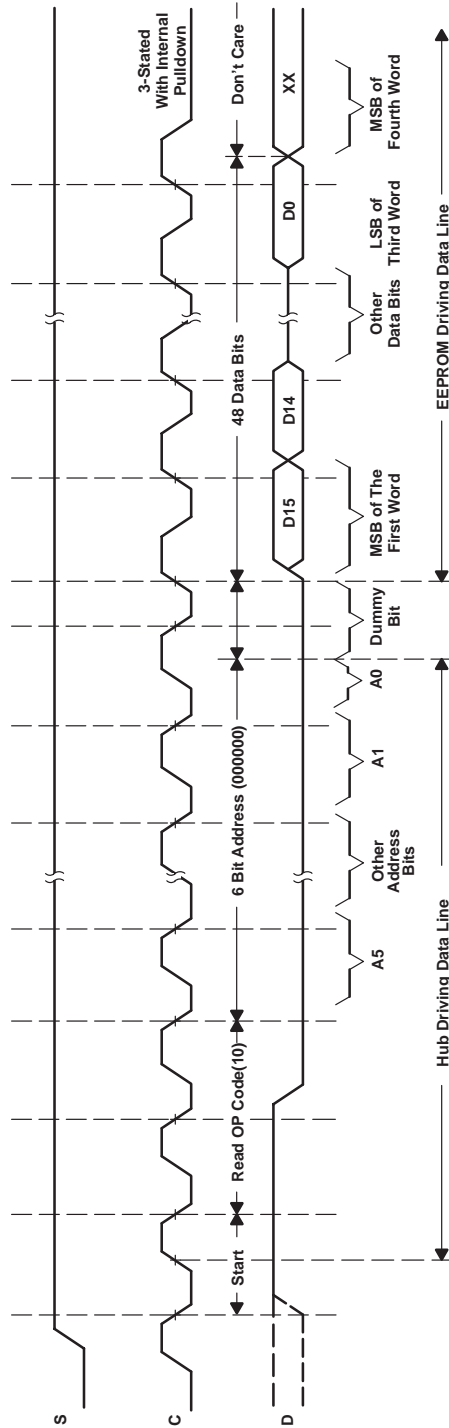 S
C
3-Stated
With Internal
Pulldown
Start
Read OP Code(10)
6 Bit Address (000000)
48 Data Bits
Don't Care
D
D15
D14
D0
XX
A5
Other
Address
Bits
A1
A0
Dummy
Bit
MSB of The
First Word
Other
Data Bits
LSB of
Third Word
MSB of
Fourth Word
Hub Driving Data Line
EEPROM Driving Data Line